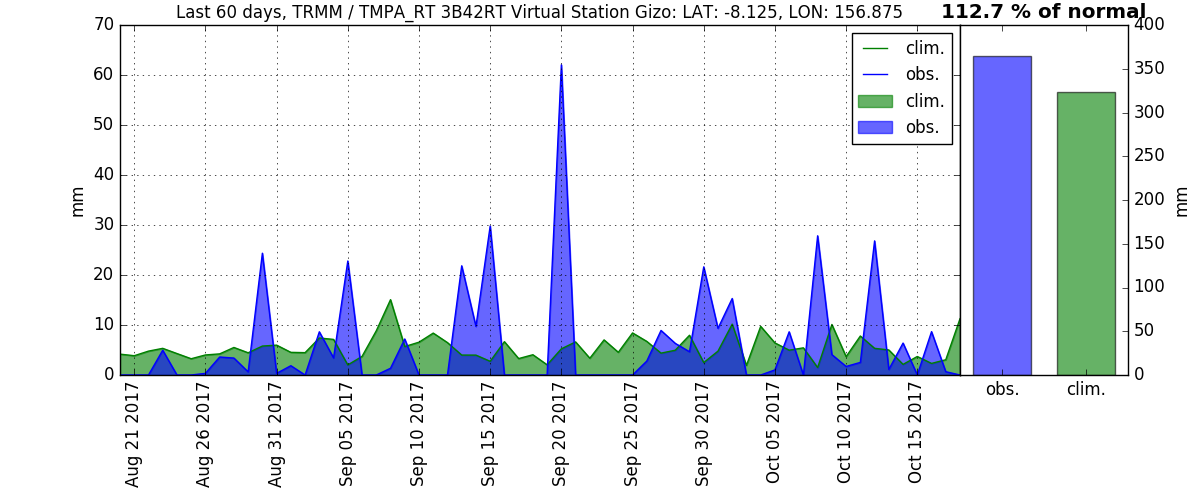 Last 60 days, TRMM / TMPA_RT 3B42RT Virtual Station Gizo: LAT: -8.125, LON: 156.875
112.7 % of normal
70
60
50
40
30
20
10
0
mm
clim.
obs.
clim.
obs.
Aug 21 2017
Aug 26 2017
Aug 31 2017
Sep 05 2017
Sep 10 2017
Sep 15 2017
Sep 20 2017
Sep 25 2017
Sep 30 2017
Oct 05 2017
Oct 10 2017
Oct 15 2017
400
350
300
250
200
150
100
50
0
mm
obs.
clim.